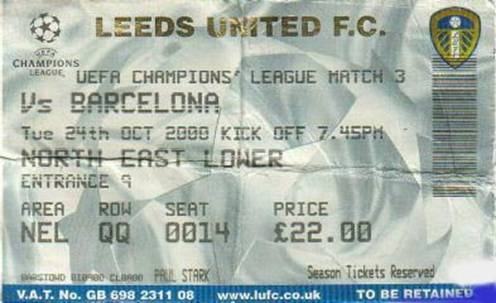 LEEDS UNITED F.C.
UEFA
CHAMPIONS
LEAGUE
UEFA CHAMPIONS' LEAGUE MATCH 3
Vs BARCELONA
Tue 24th OCT 2000 KICK OFF 7.45PM
NORTH EAST LOWER
ENTRANCE 9
AREA ROW SEAT PRICE
NEL QQ 0014 £22.00
PAUL STARK
Season Tickets Reserved
V.A.T. No. GB 698 2311 08 www.lufc.co.uk TO BE RETAINED